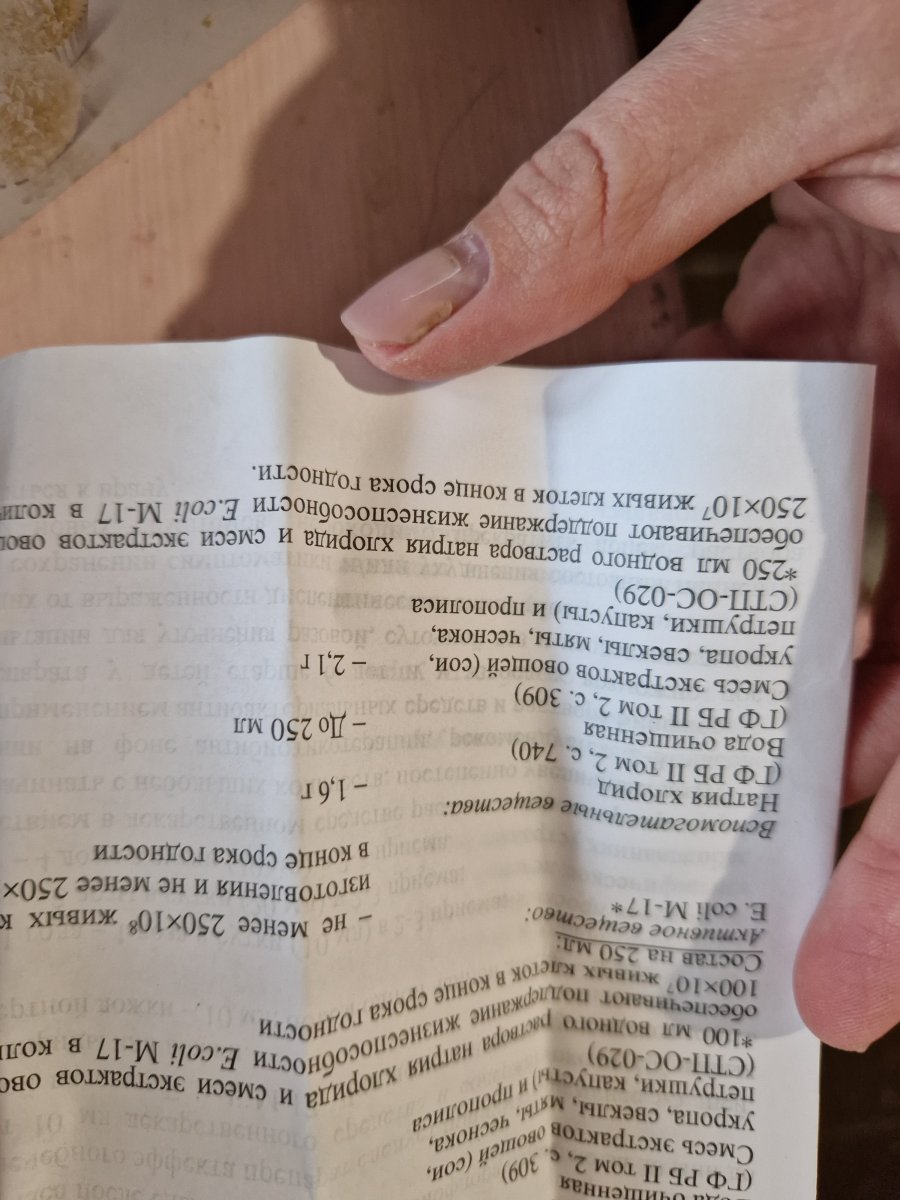 очищенная
(ГФ РБ II том 2, с. 309)
Смесь экстрактов овощей (сои,
укропа, свеклы, мяты, чеснока,
петрушки, капусты) и прополиса
(СТП-ОС-029)
*100 мл водного раствора натрия хлорида и смеси экстрактов ово
обеспечивают поддержание жизнеспособности E.coli М-17 в коли
100×10⁷ живых клеток в конце срока годности
Состав на 250 мл:
Активное вещество:
E. coli М-17* – не менее 250×10⁸ живых к
изготовления и не менее 250×
в конце срока годности
Вспомогательные вещества:
Натрия хлорид – 1,6 г
(ГФ РБ II том 2, с. 740)
Вода очищенная – До 250 мл
(ГФ РБ II том 2, с. 309)
Смесь экстрактов овощей (сои, – 2,1 г
укропа, свеклы, мяты, чеснока,
петрушки, капусты) и прополиса
(СТП-ОС-029)
*250 мл водного раствора натрия хлорида и смеси экстрактов ово
обеспечивают поддержание жизнеспособности E.coli М-17 в коли
250×10⁷ живых клеток в конце срока годности.